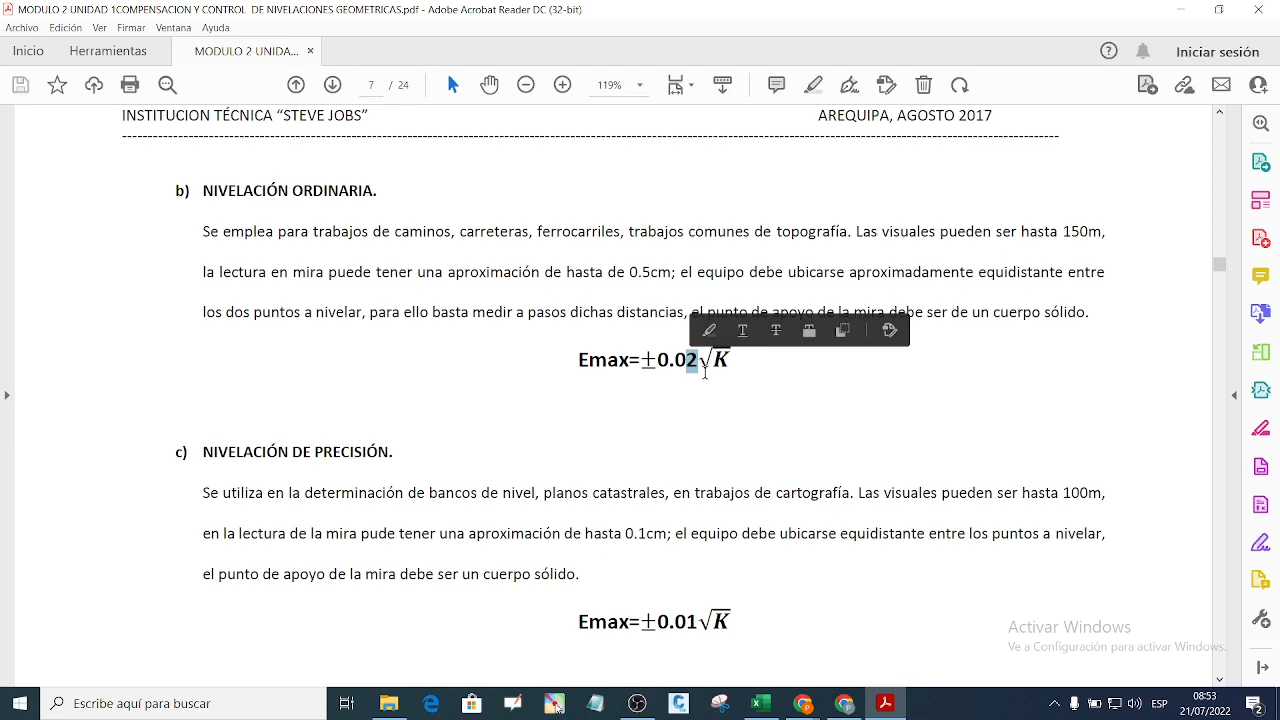 MODULO 2 UNIDAD 1COMPENSACION Y CONTROL  DE NIVELACIONES GEOMETRICAS.pdf - Adobe Acrobat Reader DC (32-bit)
Archivo Edición Ver Firmar Ventana Ayuda
Inicio Herramientas MODULO 2 UNIDA... × Iniciar sesión
7 / 24 119%
INSTITUCION TÉCNICA “STEVE JOBS” AREQUIPA, AGOSTO 2017
b) NIVELACIÓN ORDINARIA.
Se emplea para trabajos de caminos, carreteras, ferrocarriles, trabajos comunes de topografía. Las visuales pueden ser hasta 150m,
la lectura en mira puede tener una aproximación de hasta de 0.5cm; el equipo debe ubicarse aproximadamente equidistante entre
los dos puntos a nivelar, para ello basta medir a pasos dichas distancias, el punto de apoyo de la mira debe ser de un cuerpo sólido.
Emax=±0.02√K
c) NIVELACIÓN DE PRECISIÓN.
Se utiliza en la determinación de bancos de nivel, planos catastrales, en trabajos de cartografía. Las visuales pueden ser hasta 100m,
en la lectura de la mira pude tener una aproximación de hasta 0.1cm; el equipo debe ubicarse equidistante entre los puntos a nivelar,
el punto de apoyo de la mira debe ser un cuerpo sólido.
Emax=±0.01√K
Activar Windows
Ve a Configuración para activar Windows.
Escribe aquí para buscar
ESP
08:53
21/07/2022
2